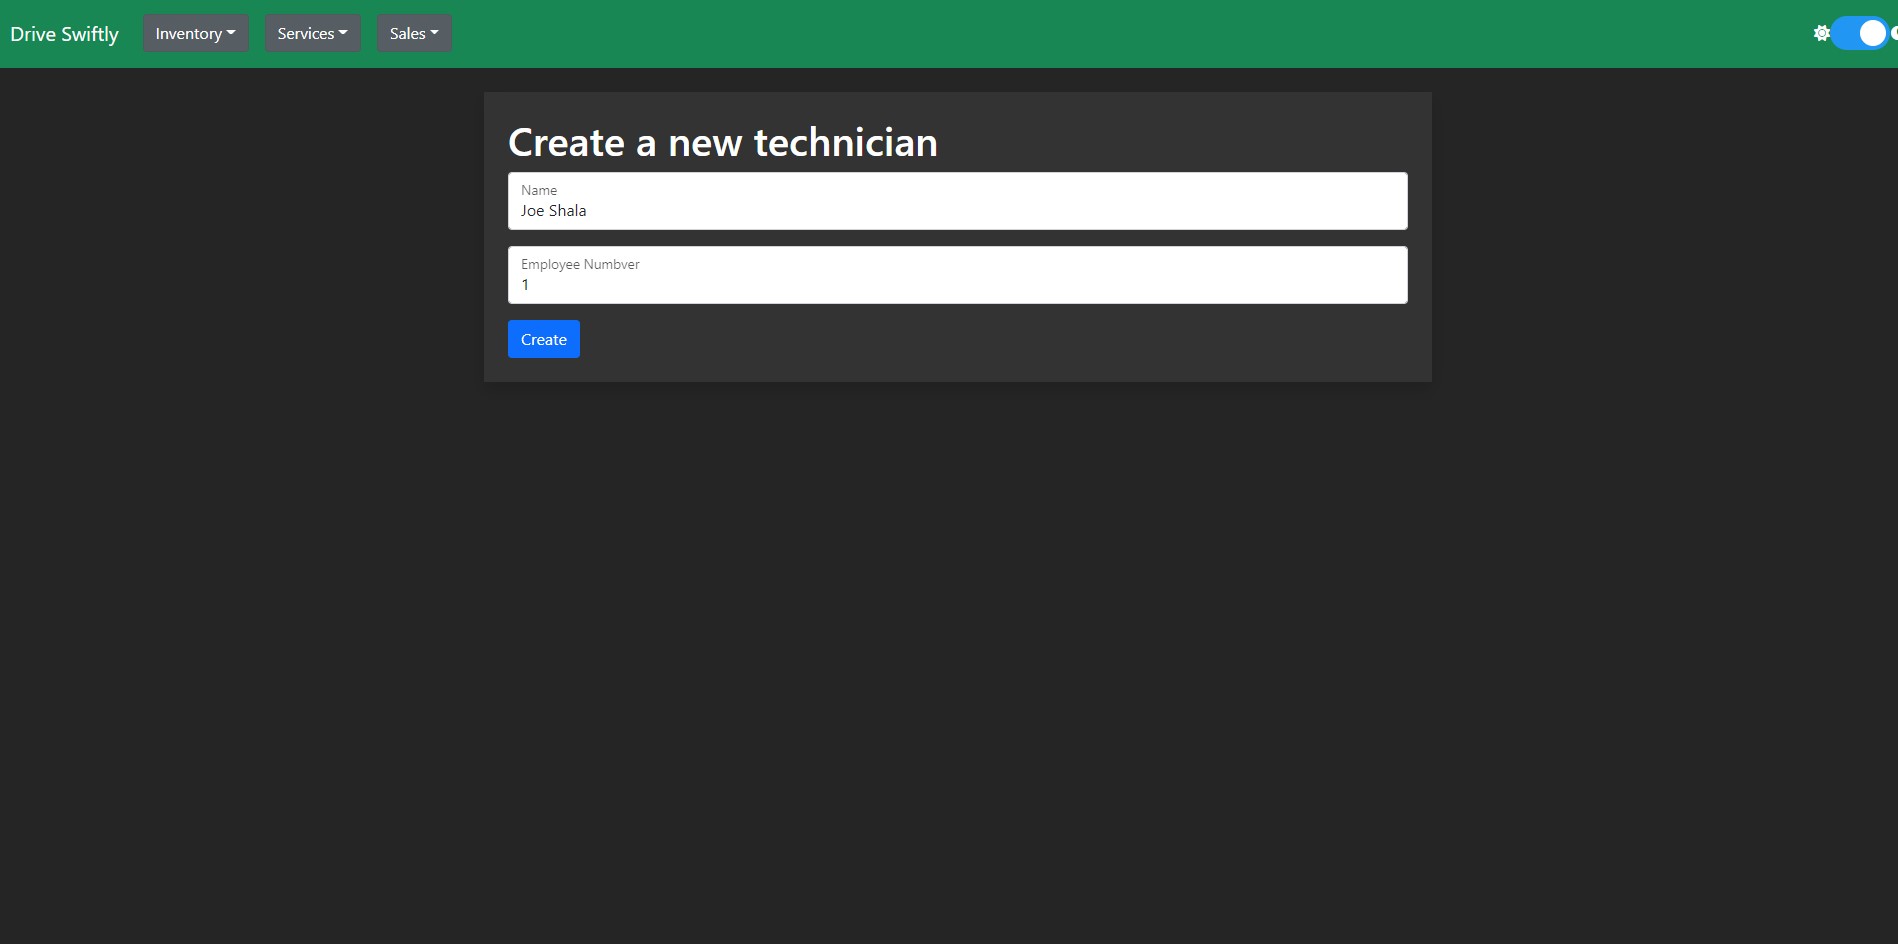 Drive Swiftly Inventory Services Sales
Create a new technician
Name
Joe Shala
Employee Numbver
1
Create